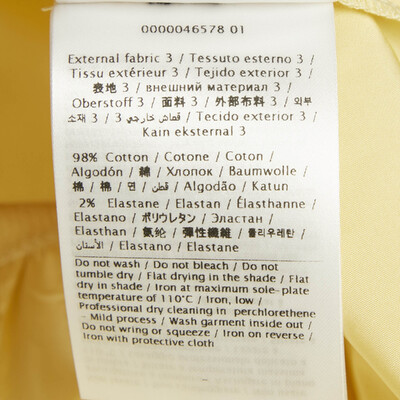 0000046578 01
External fabric 3 / Tessuto esterno 3 /
Tissu extérieur 3 / Tejido exterior 3 /
表地 3 / внешний материал 3 /
Oberstoff 3 / 面料 3 / 外部布料 3 / 외부
소재 3 / قماش خارجي 3 / Tecido exterior 3 /
Kain eksternal 3
98% Cotton / Cotone / Coton /
Algodón / 綿 / Хлопок / Baumwolle /
棉 / 棉 / 면 / قطن / Algodão / Katun
2% Elastane / Elastan / Élasthanne /
Elastano / ポリウレタン / Эластан /
Elasthan / 氨纶 / 彈性纖維 / 폴리우레탄 /
الأستان / Elastano / Elastane
Do not wash / Do not bleach / Do not
tumble dry / Flat drying in the shade / Flat
dry in shade / Iron at maximum sole-plate
temperature of 110°C / Iron, low /
Professional dry cleaning in perchlorethene
- Mild process / Wash garment inside out /
Do not wring or squeeze / Iron on reverse /
Iron with protective cloth